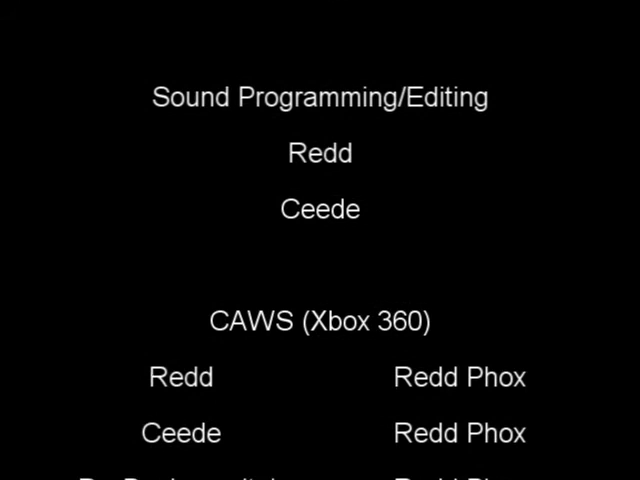 Sound Programming/Editing
Redd
Ceede
CAWS (Xbox 360)
Redd Redd Phox
Ceede Redd Phox